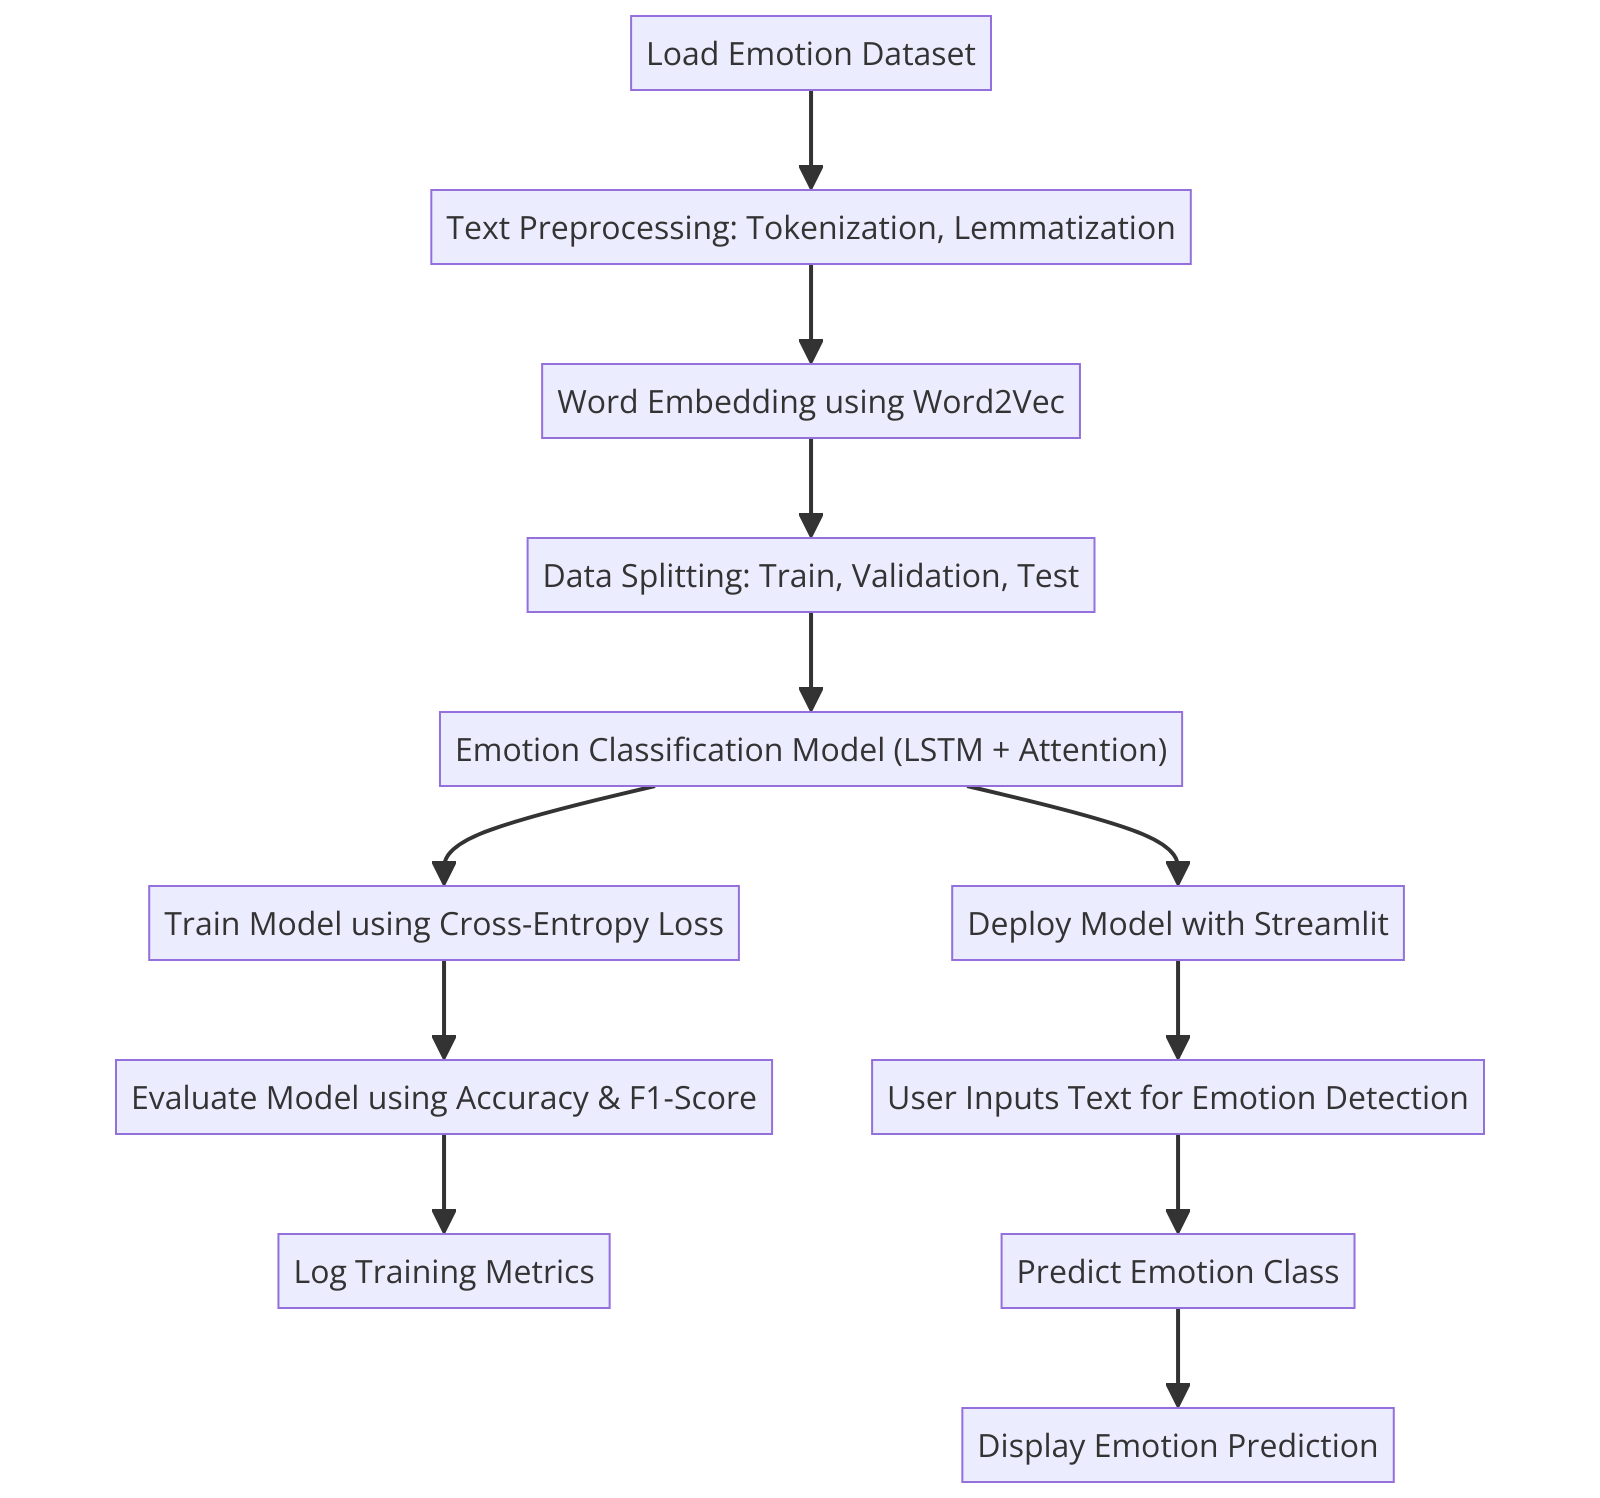 Load Emotion Dataset
Text Preprocessing: Tokenization, Lemmatization
Word Embedding using Word2Vec
Data Splitting: Train, Validation, Test
Emotion Classification Model (LSTM + Attention)
Train Model using Cross-Entropy Loss
Deploy Model with Streamlit
Evaluate Model using Accuracy & F1-Score
User Inputs Text for Emotion Detection
Log Training Metrics
Predict Emotion Class
Display Emotion Prediction